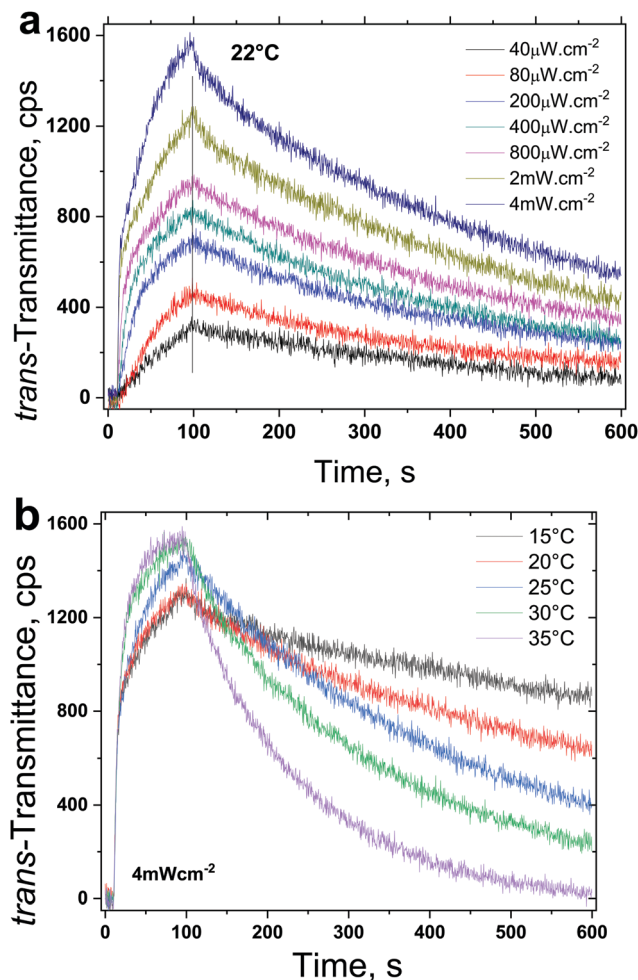 a
22°C
40μW.cm-2
80μW.cm-2
200μW.cm-2
400μW.cm-2
800μW.cm-2
2mW.cm-2
4mW.cm-2
trans-Transmittance, cps
1600
1200
800
400
0
0 100 200 300 400 500 600
Time, s
b
15°C
20°C
25°C
30°C
35°C
trans-Transmittance, cps
1600
1200
800
400
0
4mWcm-2
0 100 200 300 400 500 600
Time, s